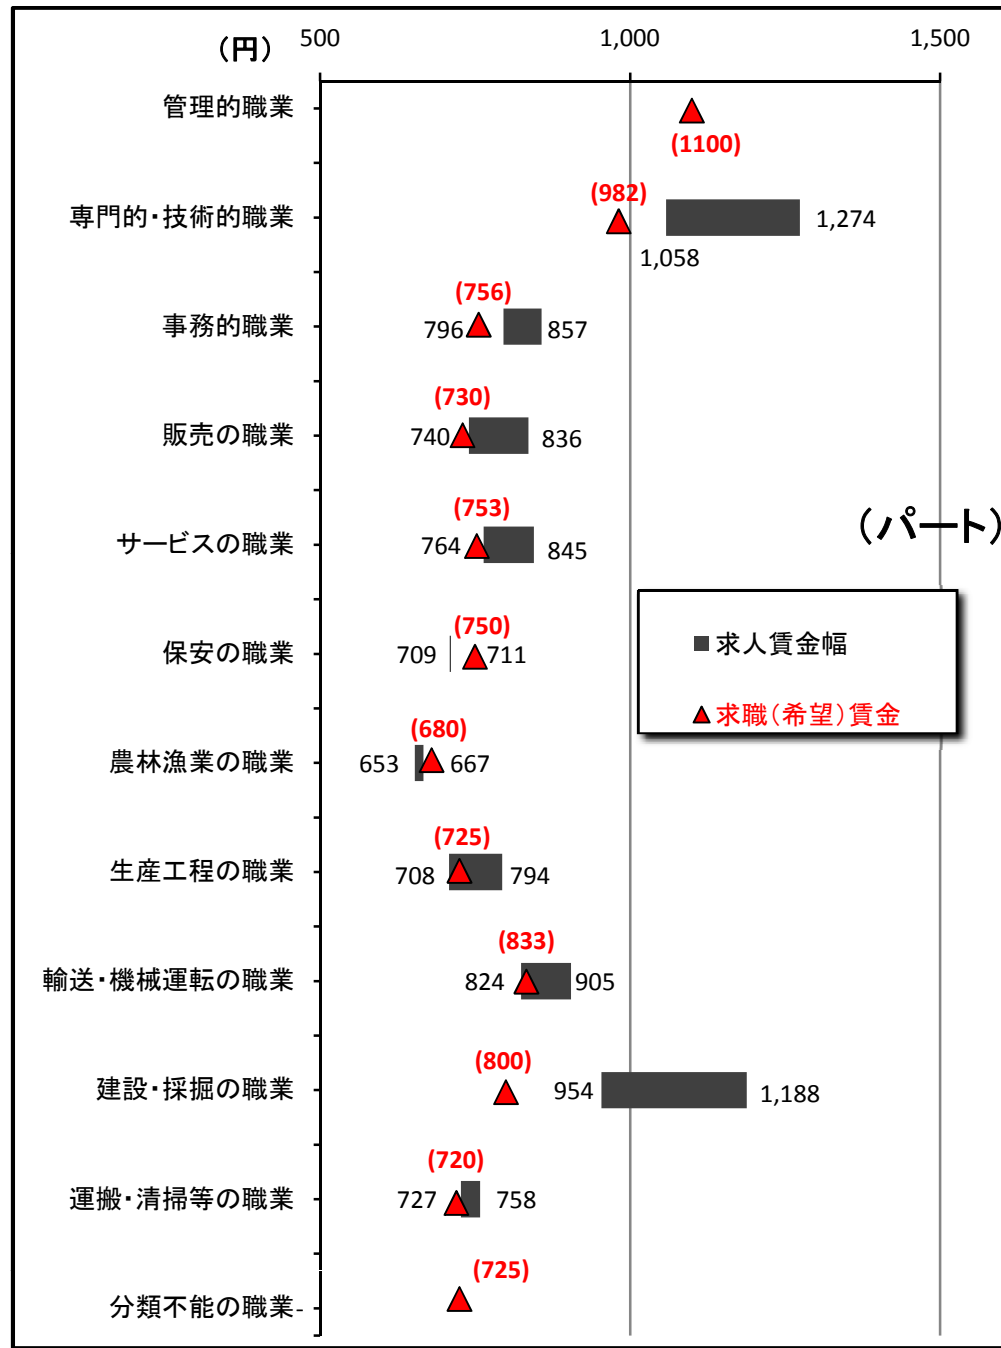 (円) 500 1,000 1,500
管理的職業
(1100)
(982)
専門的・技術的職業 1,274
1,058
(756)
事務的職業 796 857
(730)
販売の職業 740 836
(753)
サービスの職業 764 845
(パート)
(750)
保安の職業 709 711
■求人賃金幅
▲求職(希望)賃金
(680)
農林漁業の職業 653 667
(725)
生産工程の職業 708 794
(833)
輸送・機械運転の職業 824 905
(800)
建設・採掘の職業 954 1,188
(720)
運搬・清掃等の職業 727 758
(725)
分類不能の職業-